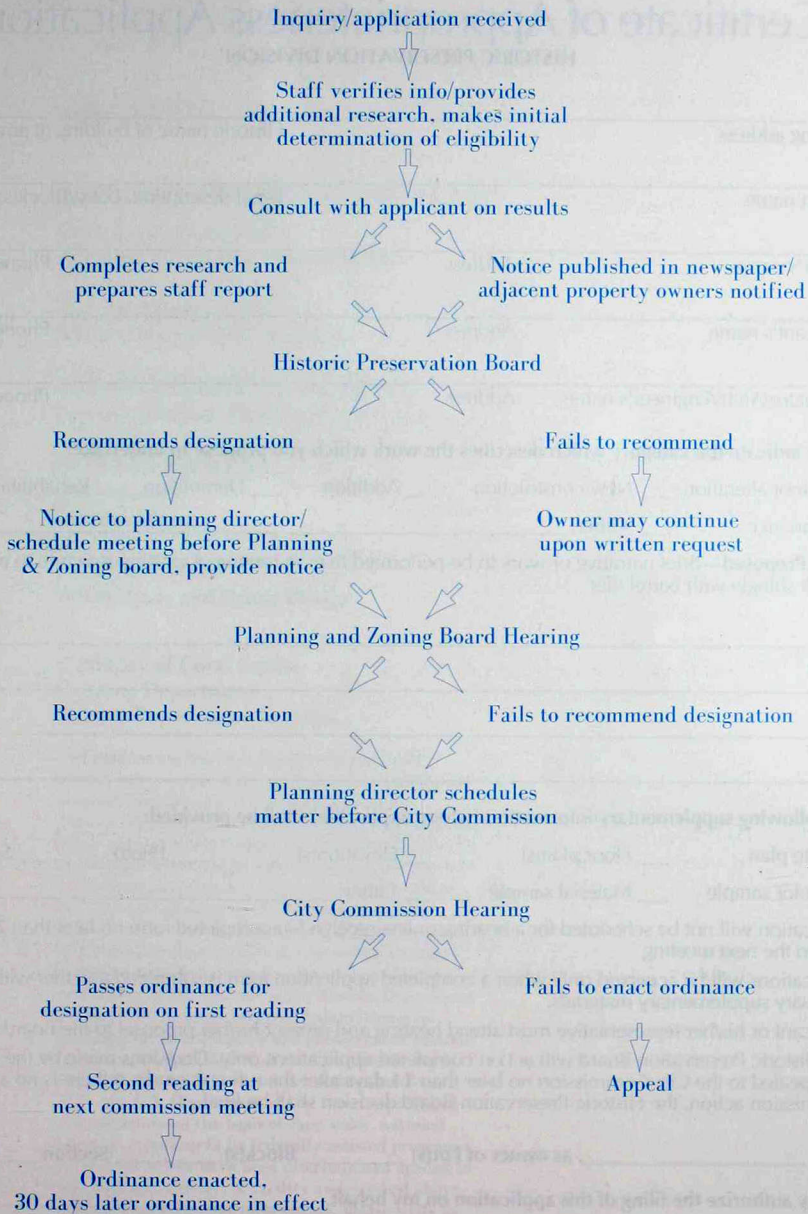 Inquiry/application received
Staff verifies info/provides
additional research, makes initial
determination of eligibility
Consult with applicant on results
Completes research and
prepares staff report
Notice published in newspaper/
adjacent property owners notified
Historic Preservation Board
Recommends designation
Fails to recommend
Notice to planning director/
schedule meeting before Planning
& Zoning board, provide notice
Owner may continue
upon written request
Planning and Zoning Board Hearing
Recommends designation
Fails to recommend designation
Planning director schedules
matter before City Commission
City Commission Hearing
Passes ordinance for
designation on first reading
Fails to enact ordinance
Second reading at
next commission meeting
Appeal
Ordinance enacted,
30 days later ordinance in effect